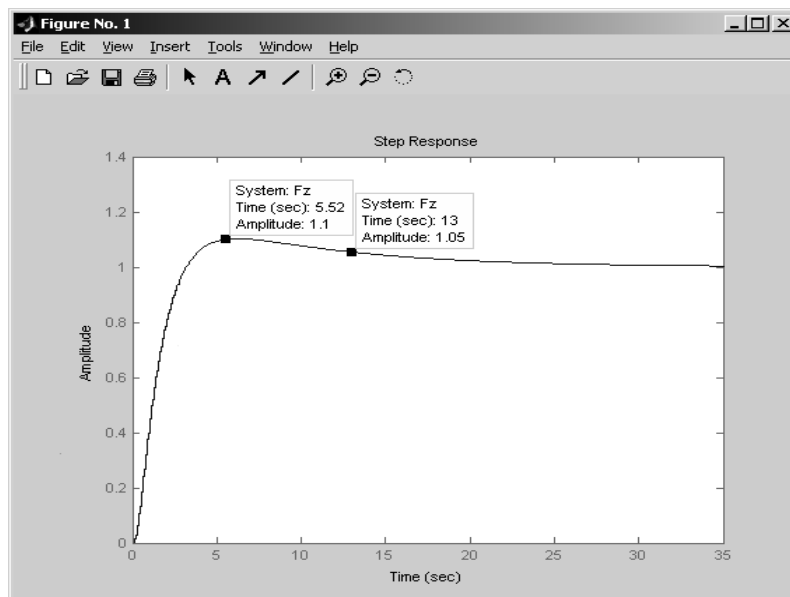 Figure No. 1
File Edit View Insert Tools Window Help
A
Step Response
1.4
1.2
1
0.8
0.6
0.4
0.2
0
Amplitude
System: Fz
Time (sec): 5.52
Amplitude: 1.1
System: Fz
Time (sec): 13
Amplitude: 1.05
0 5 10 15 20 25 30 35
Time (sec)